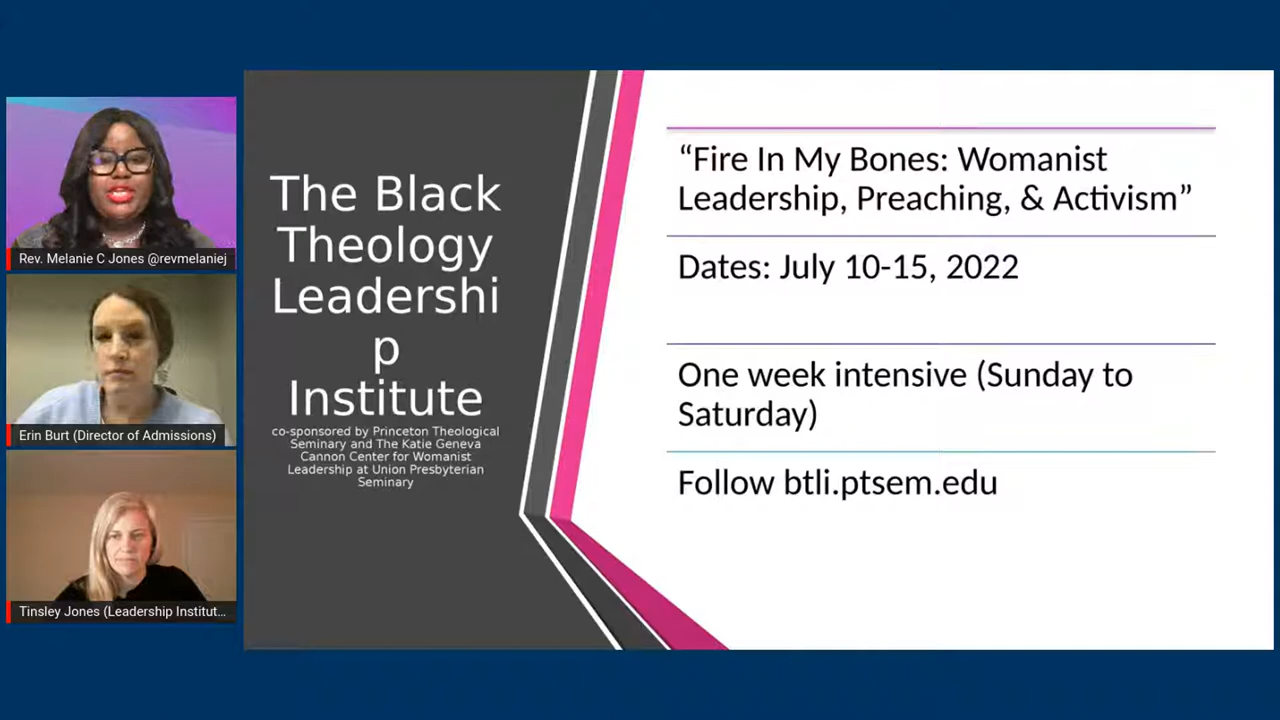 Rev. Melanie C Jones @revmelaniej
Erin Burt (Director of Admissions)
Tinsley Jones (Leadership Institut...
The Black
Theology
Leadershi
p
Institute
co-sponsored by Princeton Theological
Seminary and The Katie Geneva
Cannon Center for Womanist
Leadership at Union Presbyterian
Seminary
“Fire In My Bones: Womanist
Leadership, Preaching, & Activism”
Dates: July 10-15, 2022
One week intensive (Sunday to
Saturday)
Follow btli.ptsem.edu